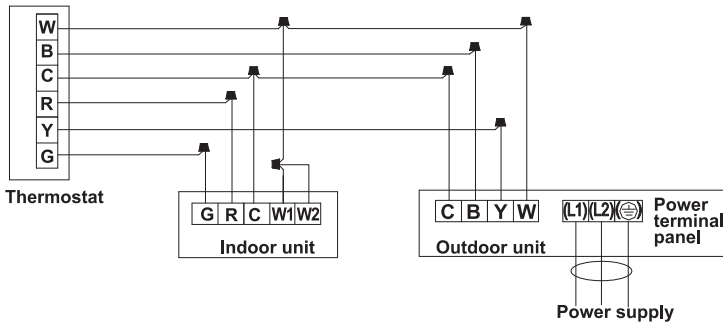 W
B
C
R
Y
G
Thermostat
G R C W1 W2
Indoor unit
C B Y W
Outdoor unit
(L1) (L2) (⏚)
Power
terminal
panel
Power supply